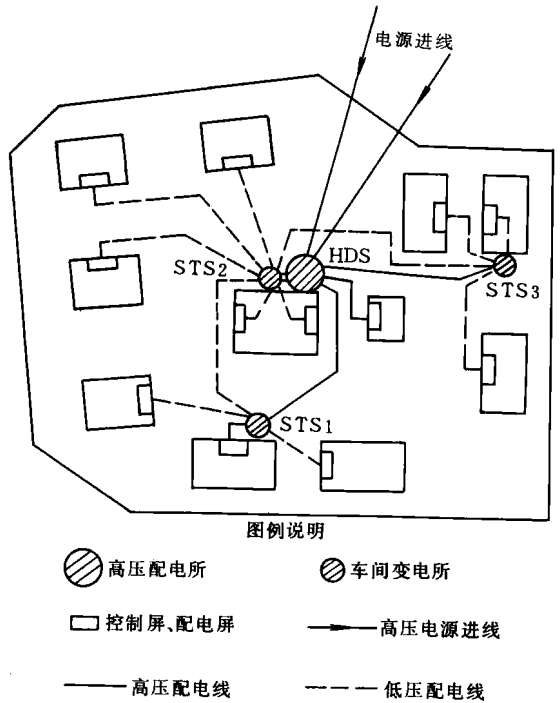 电源进线
HDS
STS2
STS3
STS1
图例说明
高压配电所
车间变电所
控制屏、配电屏
高压电源进线
高压配电线
低压配电线